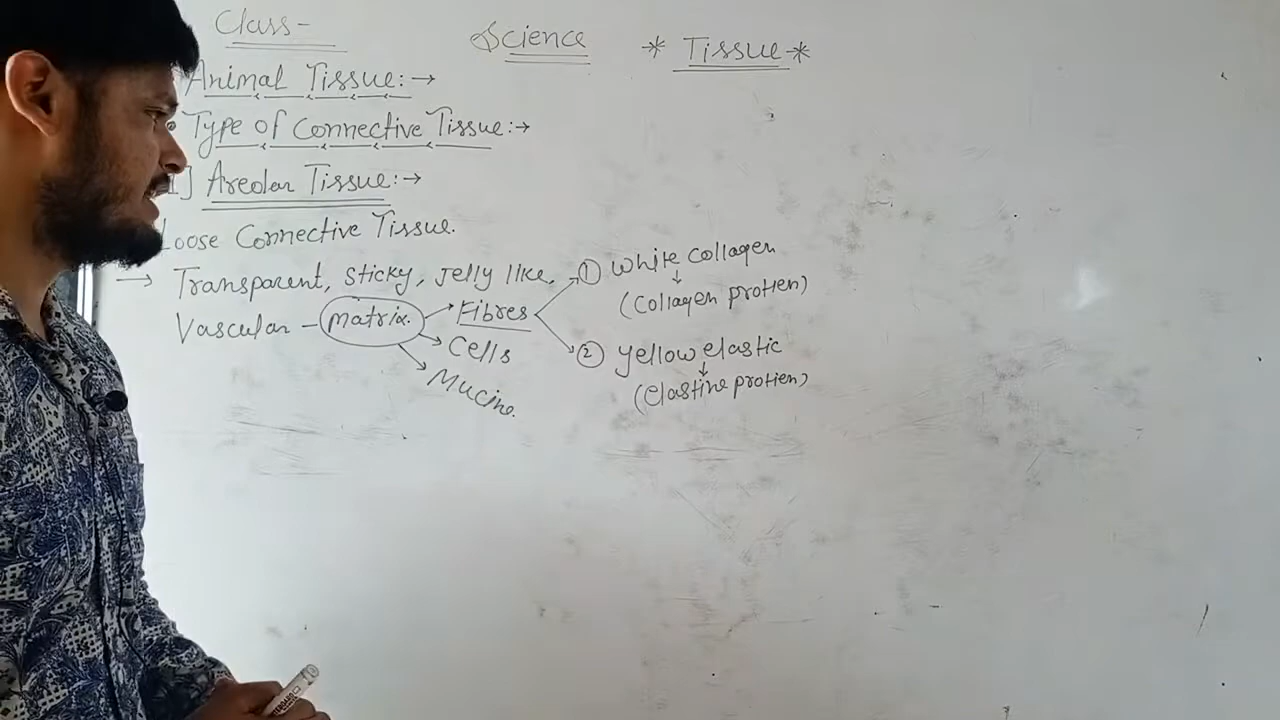 Class-
Science * Tissue *
Animal Tissue:→
Type of Connective Tissue:→
1] Areolar Tissue:→
Loose Connective Tissue.
→ Transparent, sticky, Jelly like,
Vascular - Matrix. → Fibres
Cells
Mucine.
① White collagen
↓
(Collagen protien)
② yellow elastic
↓
(Elastine protien)